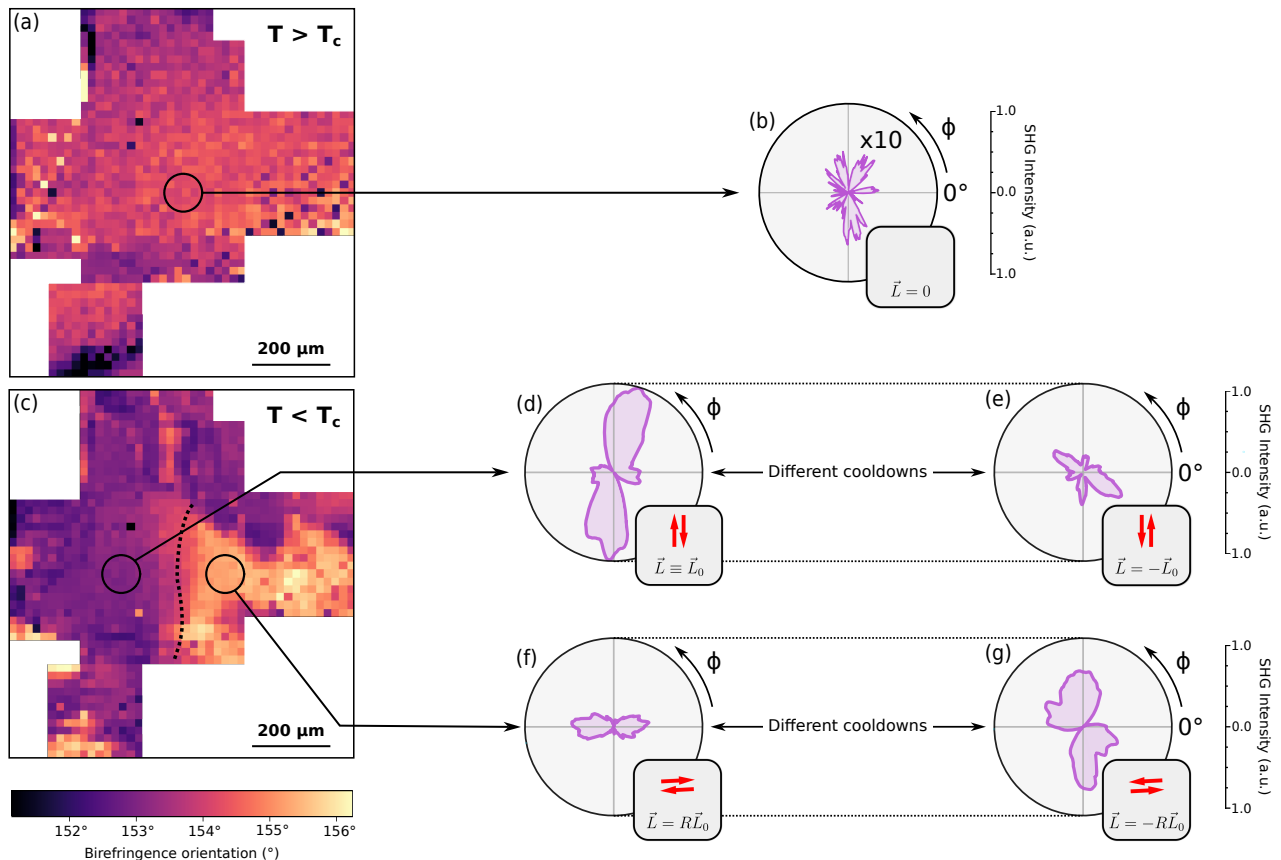 (a)
T > Tc
200 μm
(b)
x10
ϕ
0°
L⃗ = 0
1.0
0.0
1.0
SHG Intensity (a.u.)
(c)
T < Tc
200 μm
(d)
ϕ
L⃗ ≡ L⃗0
Different cooldowns
(e)
ϕ
0°
L⃗ = −L⃗0
1.0
0.0
1.0
SHG Intensity (a.u.)
(f)
ϕ
L⃗ = RL⃗0
Different cooldowns
(g)
ϕ
0°
L⃗ = −RL⃗0
1.0
0.0
1.0
SHG Intensity (a.u.)
152° 153° 154° 155° 156°
Birefringence orientation (°)